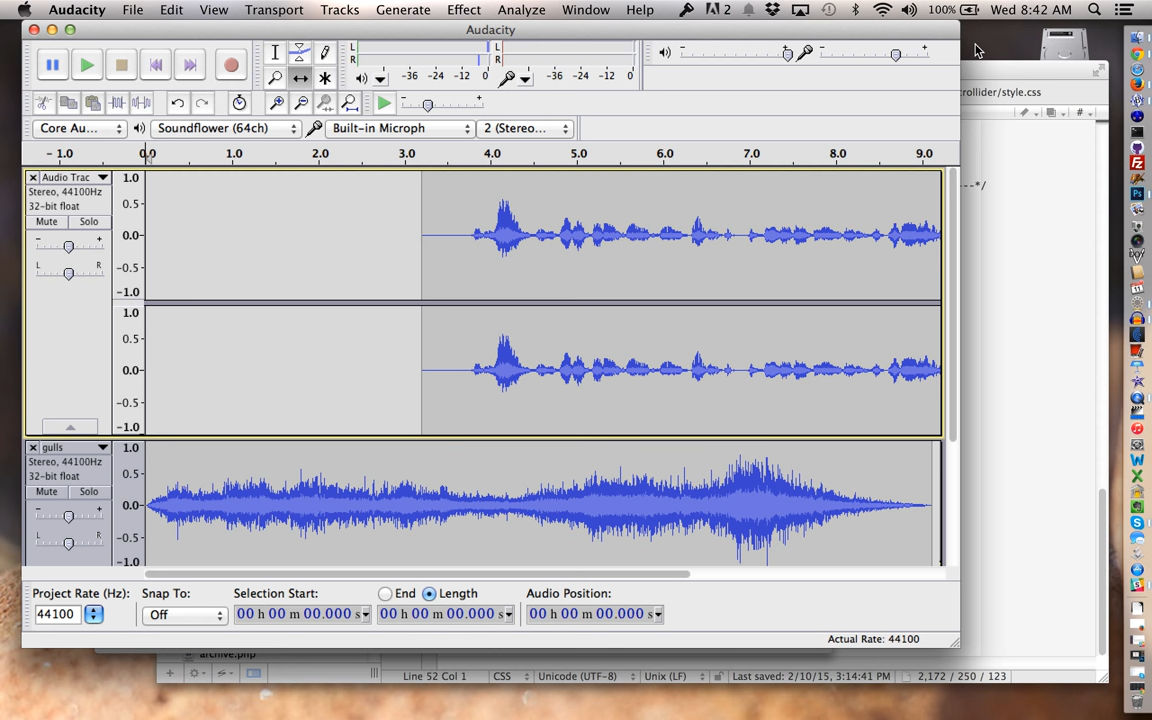 Audacity File Edit View Transport Tracks Generate Effect Analyze Window Help 2 100% Wed 8:42 AM
Audacity
L
R
-36 -24 -12 0
L
R
-36 -24 -12 0
Core Au... Soundflower (64ch) Built-in Microph 2 (Stereo...
- 1.0 0.0 1.0 2.0 3.0 4.0 5.0 6.0 7.0 8.0 9.0
Audio Trac
Stereo, 44100Hz
32-bit float
Mute Solo
- +
L R
1.0
0.5-
0.0-
-0.5-
-1.0
1.0
0.5-
0.0-
-0.5-
-1.0
gulls
Stereo, 44100Hz
32-bit float
Mute Solo
- +
L R
1.0
0.5-
0.0-
-0.5-
-1.0
Project Rate (Hz): Snap To: Selection Start: End Length Audio Position:
44100 Off 00 h 00 m 00.000 s 00 h 00 m 00.000 s 00 h 00 m 00.000 s
Actual Rate: 44100
rollider/style.css
---*/
archive.php
Line 52 Col 1 CSS Unicode (UTF-8) Unix (LF) Last saved: 2/10/15, 3:14:41 PM 2,172 / 250 / 123